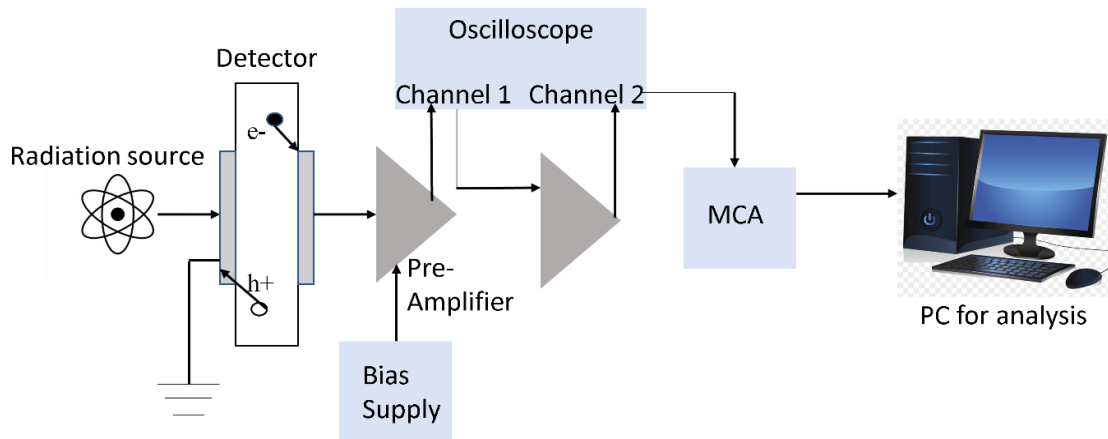 Oscilloscope
Detector
Channel 1 Channel 2
e-
Radiation source
MCA
h+
Pre-
Amplifier
PC for analysis
Bias
Supply